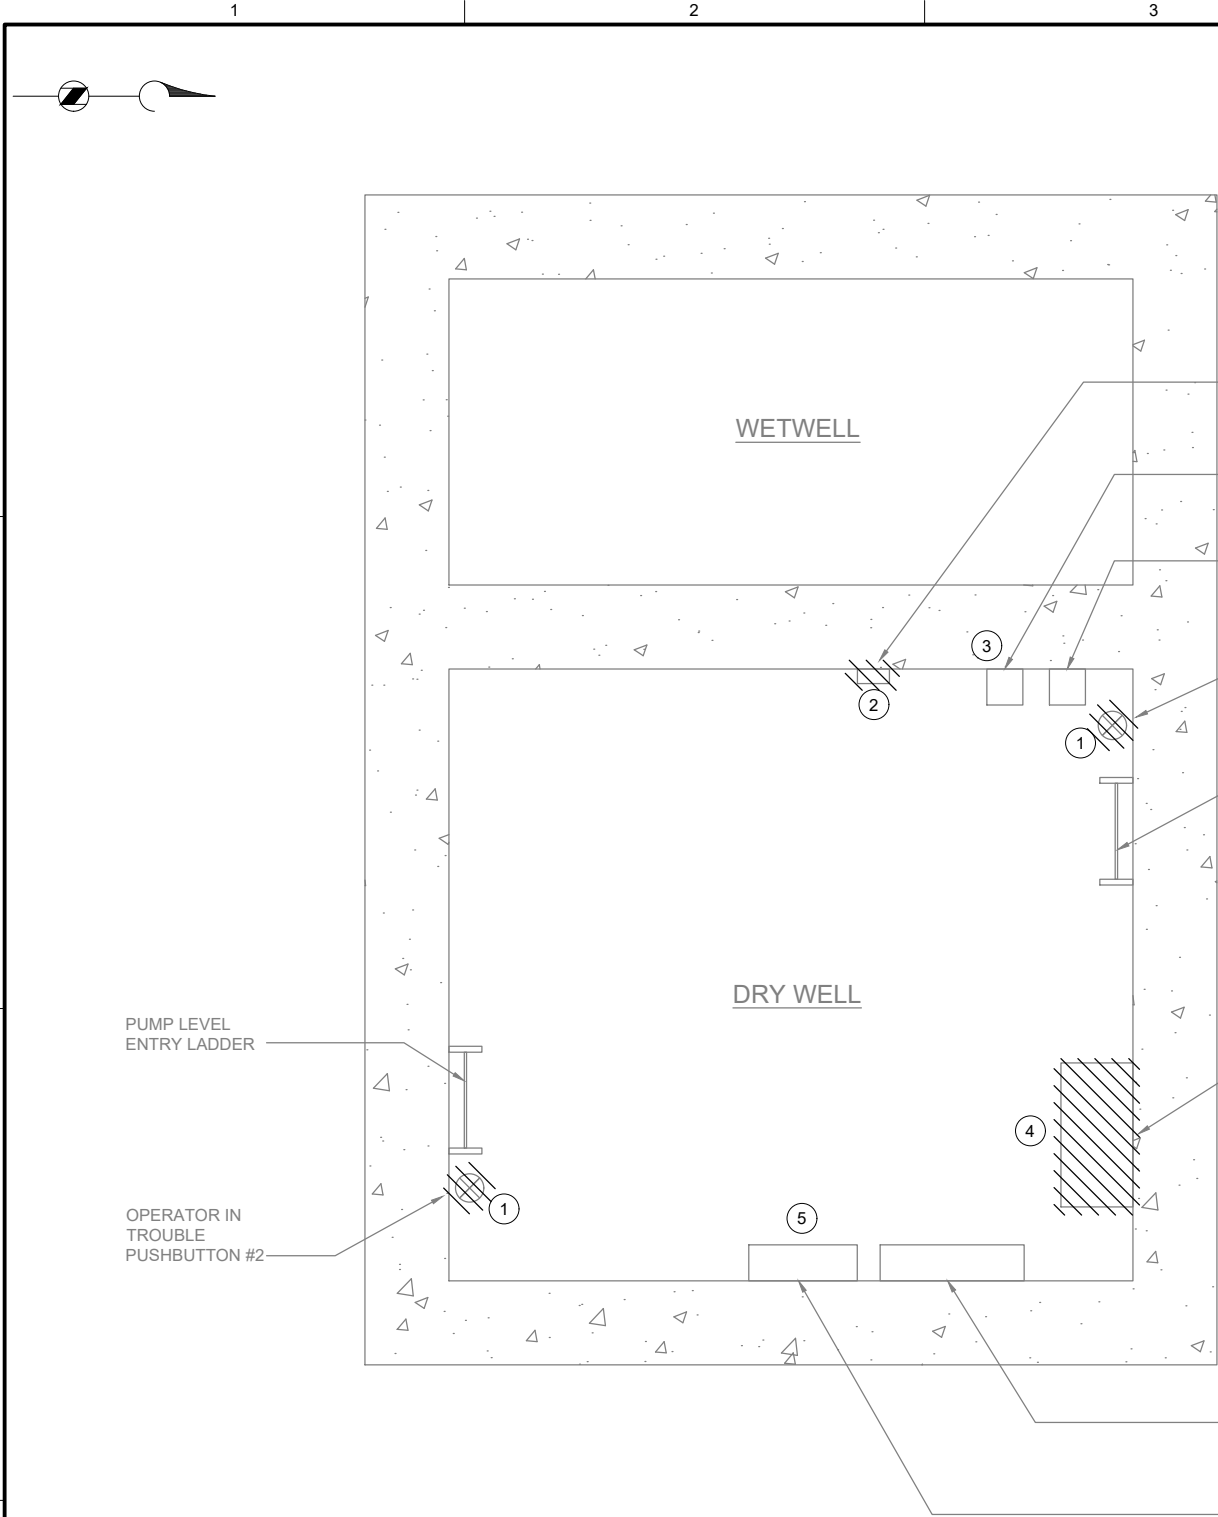 1 2 3
WETWELL
3
2
1
DRY WELL
PUMP LEVEL
ENTRY LADDER
4
1
OPERATOR IN
TROUBLE
PUSHBUTTON #2
5